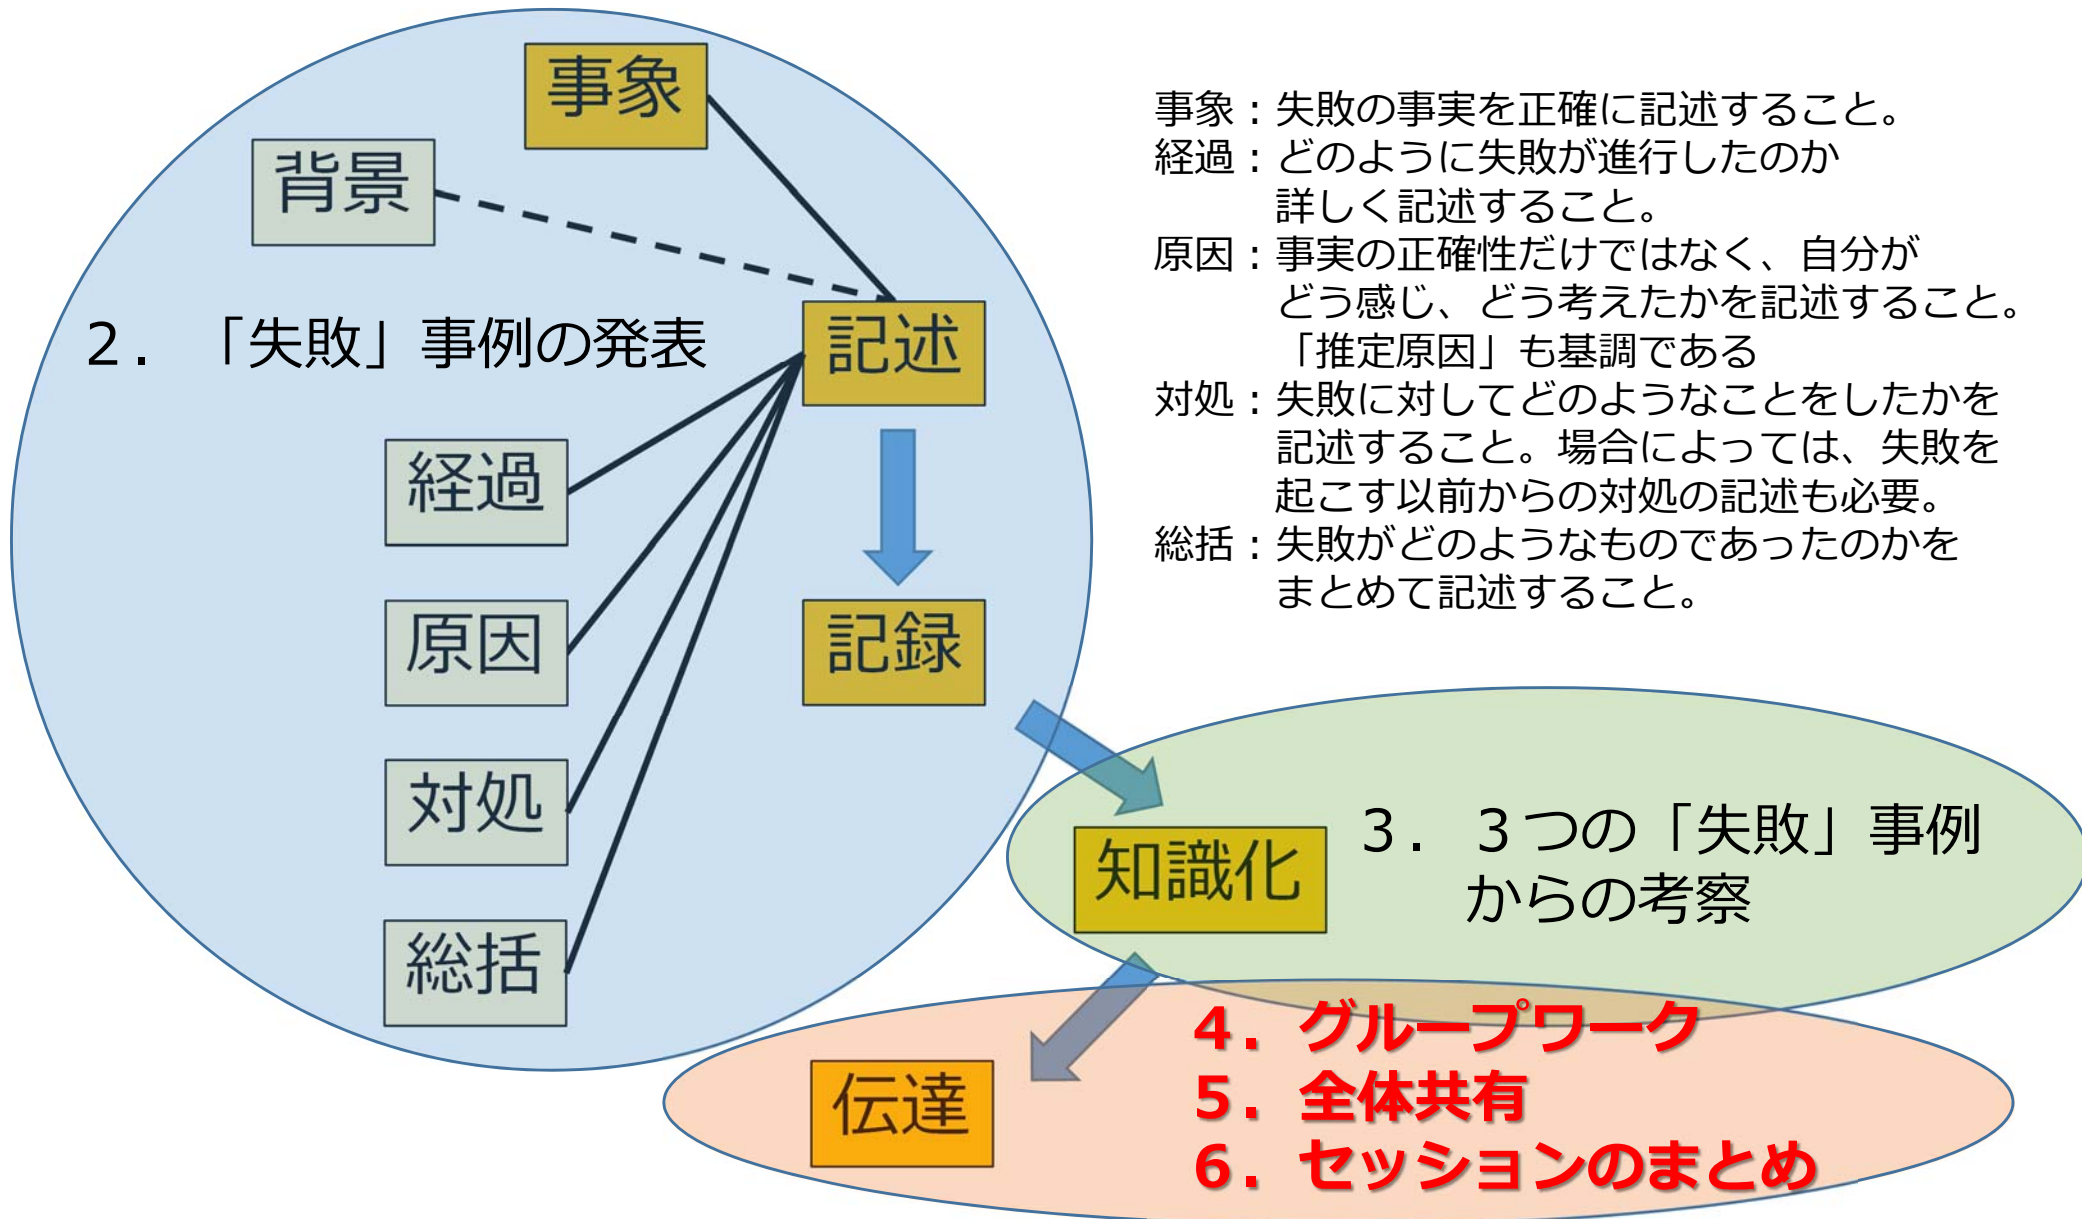 事象
背景
2. 「失敗」事例の発表
記述
経過
原因
記録
対処
総括
事象：失敗の事実を正確に記述すること。
経過：どのように失敗が進行したのか
詳しく記述すること。
原因：事実の正確性だけではなく、自分が
どう感じ、どう考えたかを記述すること。
「推定原因」も基調である
対処：失敗に対してどのようなことをしたかを
記述すること。場合によっては、失敗を
起こす以前からの対処の記述も必要。
総括：失敗がどのようなものであったのかを
まとめて記述すること。
知識化
3. 3つの「失敗」事例
からの考察
伝達
4. グループワーク
5. 全体共有
6. セッションのまとめ